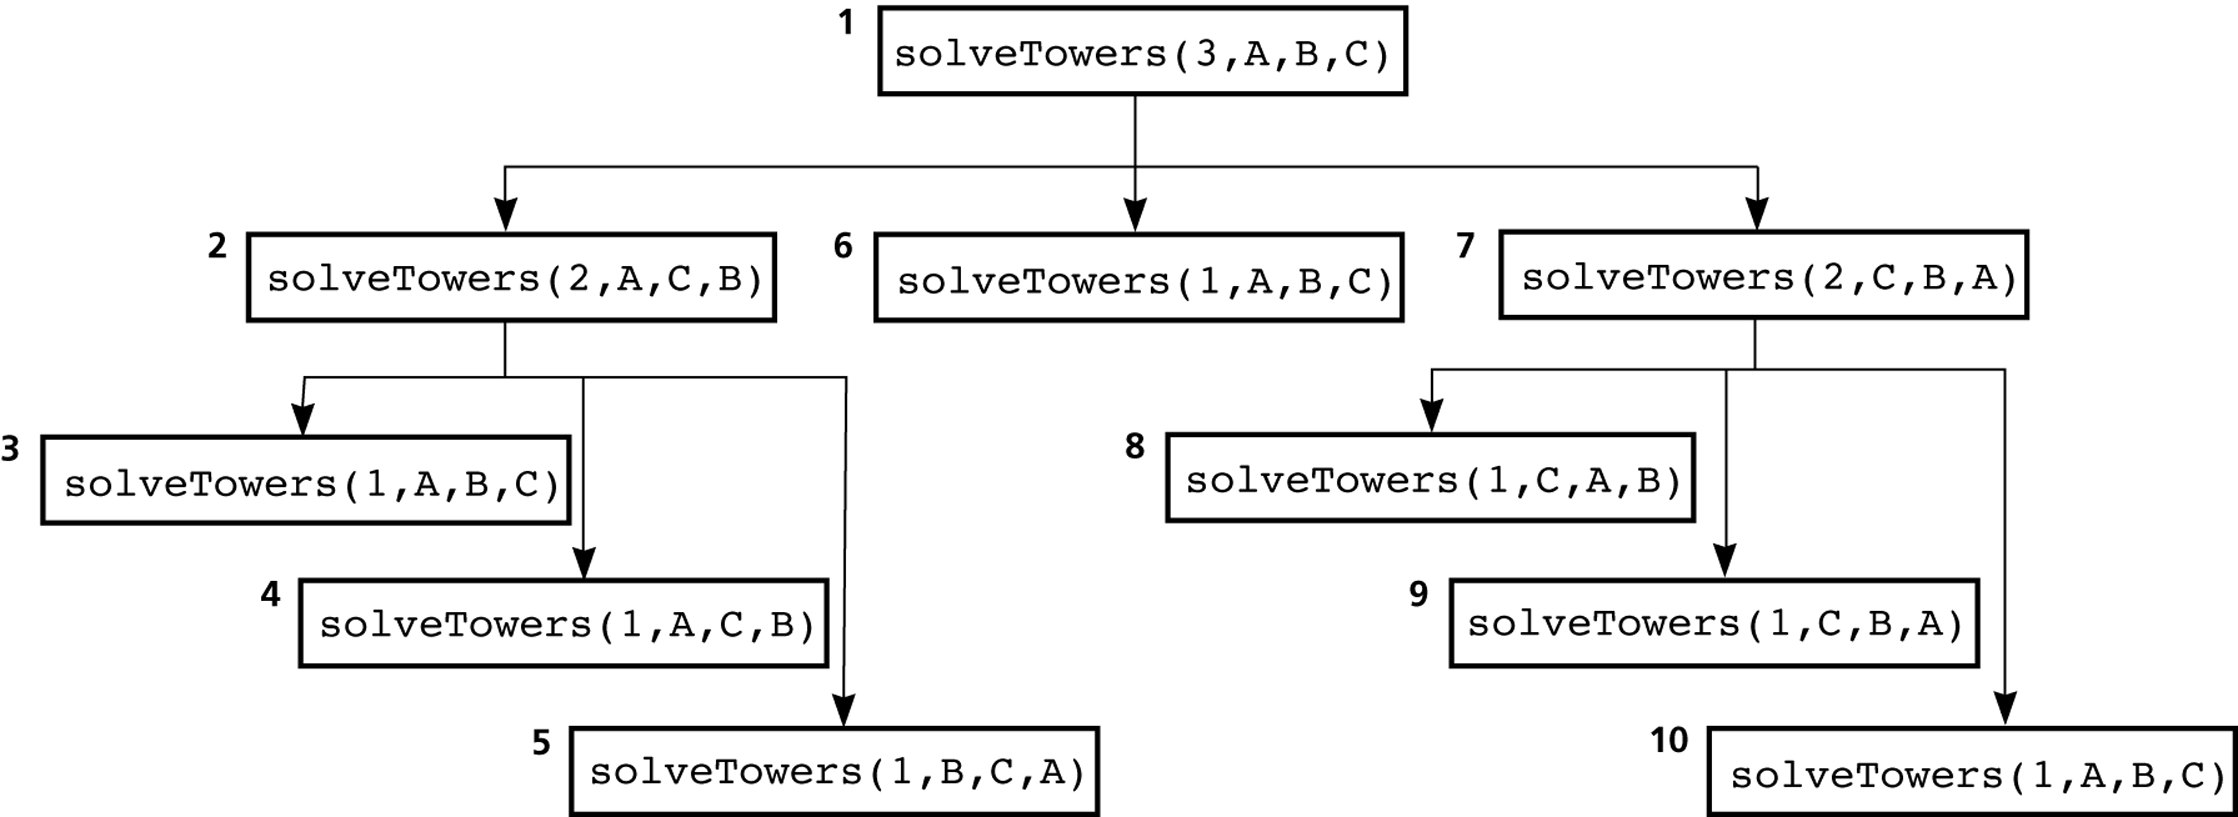 1
solveTowers(3,A,B,C)
2
solveTowers(2,A,C,B)
6
solveTowers(1,A,B,C)
7
solveTowers(2,C,B,A)
3
solveTowers(1,A,B,C)
8
solveTowers(1,C,A,B)
4
solveTowers(1,A,C,B)
9
solveTowers(1,C,B,A)
5
solveTowers(1,B,C,A)
10
solveTowers(1,A,B,C)